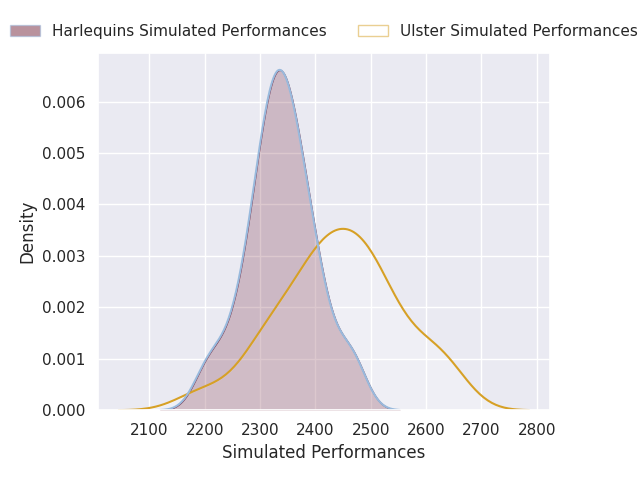 Harlequins Simulated Performances
Ulster Simulated Performances
0.006
0.005
0.004
0.003
0.002
0.001
0.000
Density
2100 2200 2300 2400 2500 2600 2700 2800
Simulated Performances